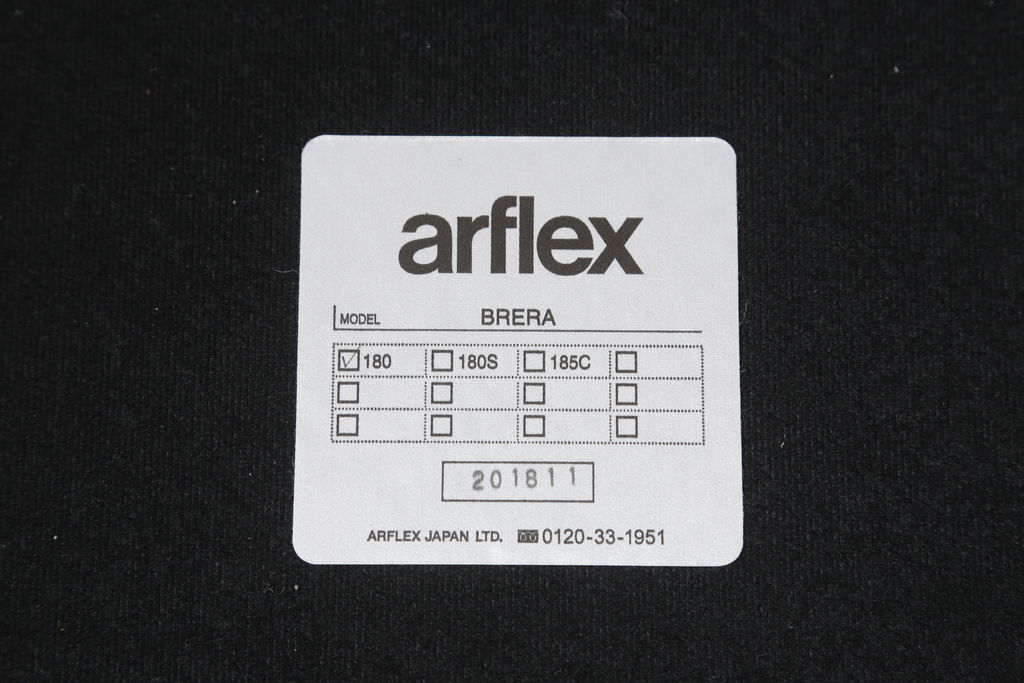 arflex
MODEL BRERA
180 180S 185C
201811
ARFLEX JAPAN LTD. 0120-33-1951